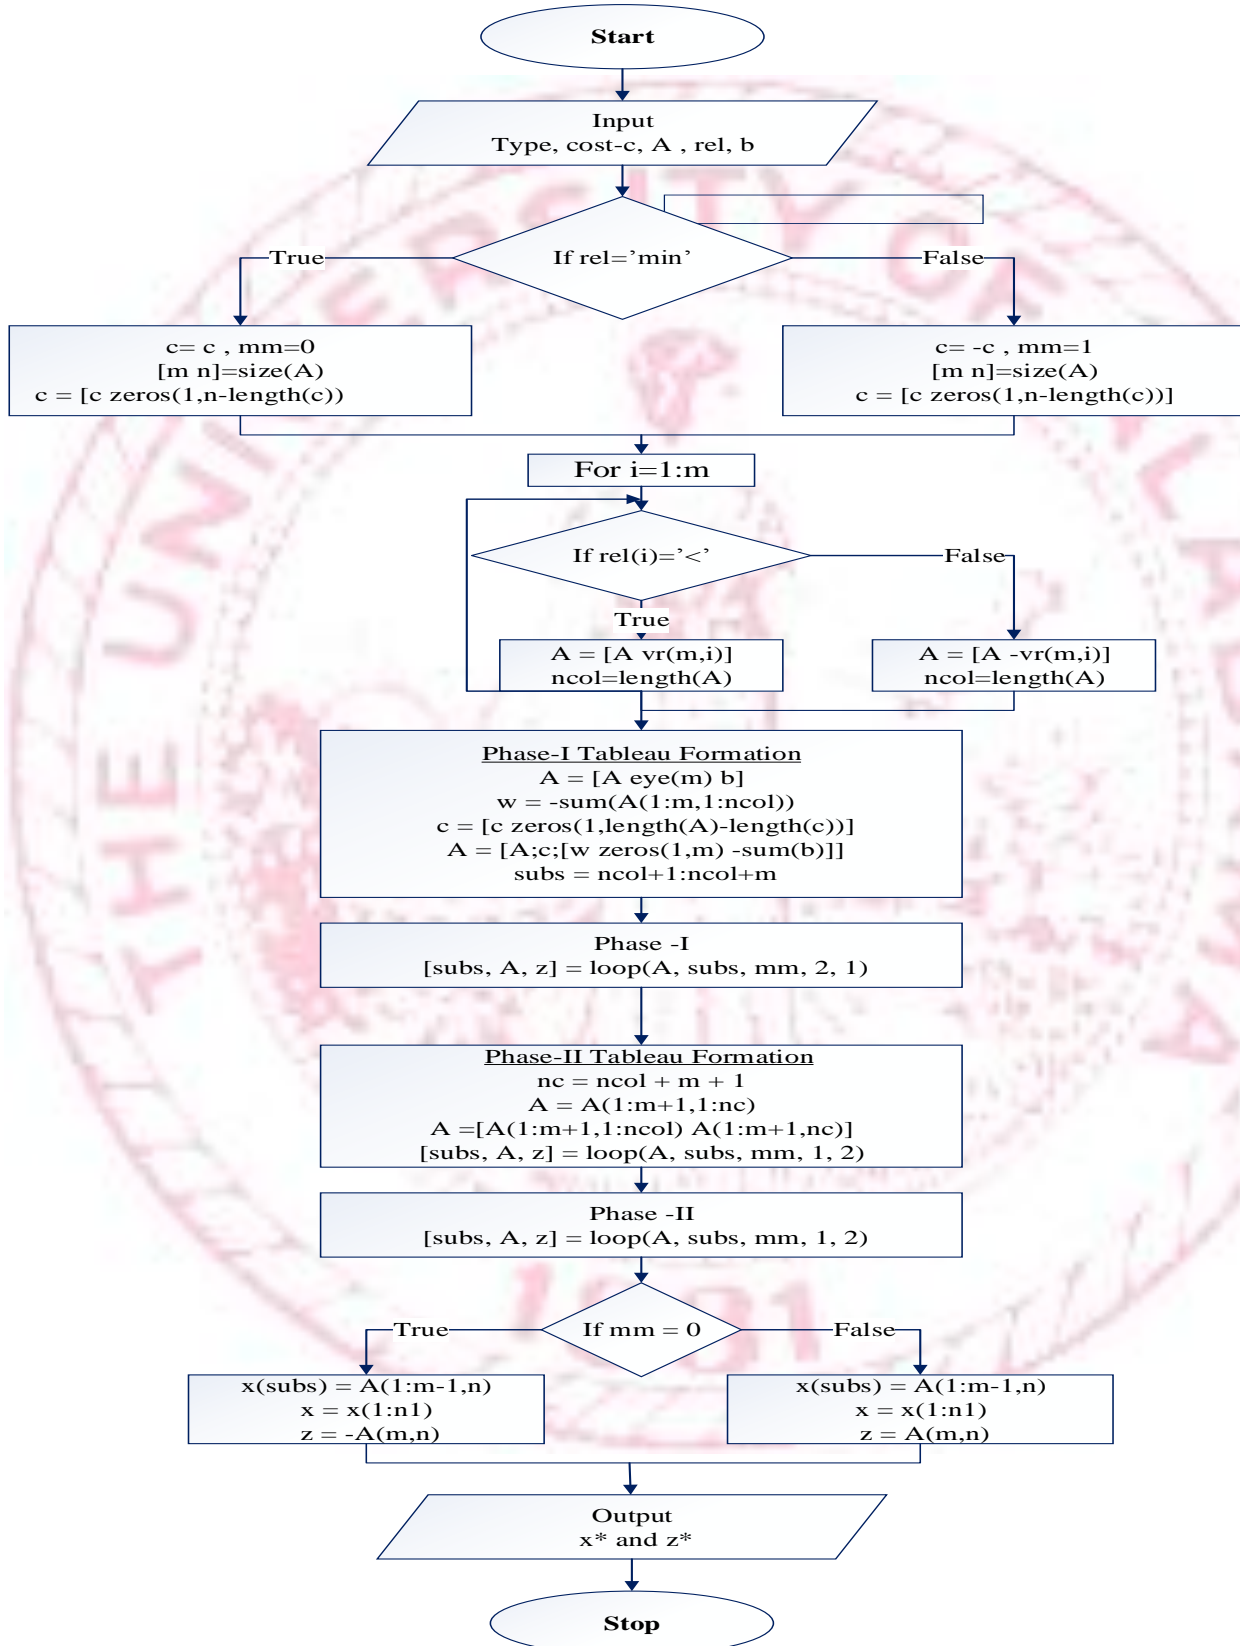 Start
Input
Type, cost-c, A , rel, b
If rel='min'
True
False
c= c , mm=0
[m n]=size(A)
c = [c zeros(1,n-length(c))
c= -c , mm=1
[m n]=size(A)
c = [c zeros(1,n-length(c))]
For i=1:m
If rel(i)='<'
False
True
A = [A vr(m,i)]
ncol=length(A)
A = [A -vr(m,i)]
ncol=length(A)
Phase-I Tableau Formation
A = [A eye(m) b]
w = -sum(A(1:m,1:ncol))
c = [c zeros(1,length(A)-length(c))]
A = [A;c;[w zeros(1,m) -sum(b)]]
subs = ncol+1:ncol+m
Phase -I
[subs, A, z] = loop(A, subs, mm, 2, 1)
Phase-II Tableau Formation
nc = ncol + m + 1
A = A(1:m+1,1:nc)
A =[A(1:m+1,1:ncol) A(1:m+1,nc)]
[subs, A, z] = loop(A, subs, mm, 1, 2)
Phase -II
[subs, A, z] = loop(A, subs, mm, 1, 2)
If mm = 0
True
False
x(subs) = A(1:m-1,n)
x = x(1:n1)
z = -A(m,n)
x(subs) = A(1:m-1,n)
x = x(1:n1)
z = A(m,n)
Output
x* and z*
Stop
THE UNIVERSITY OF
1981